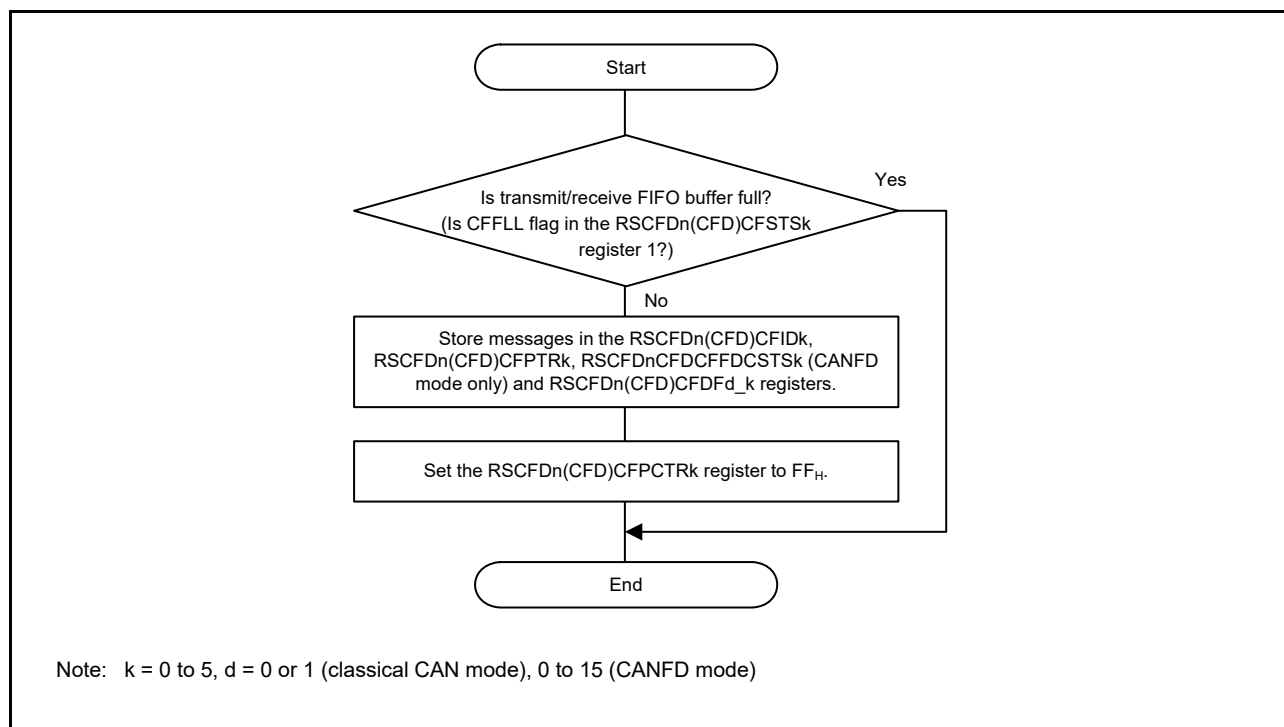 Start
Is transmit/receive FIFO buffer full?
(Is CFFLL flag in the RSCFDn(CFD)CFSTSk
register 1?)
Yes
No
Store messages in the RSCFDn(CFD)CFIDk,
RSCFDn(CFD)CFPTRk, RSCFDnCFDCFFDCSTSk (CANFD
mode only) and RSCFDn(CFD)CFDFd_k registers.
Set the RSCFDn(CFD)CFPCTRk register to FFH.
End
Note: k = 0 to 5, d = 0 or 1 (classical CAN mode), 0 to 15 (CANFD mode)